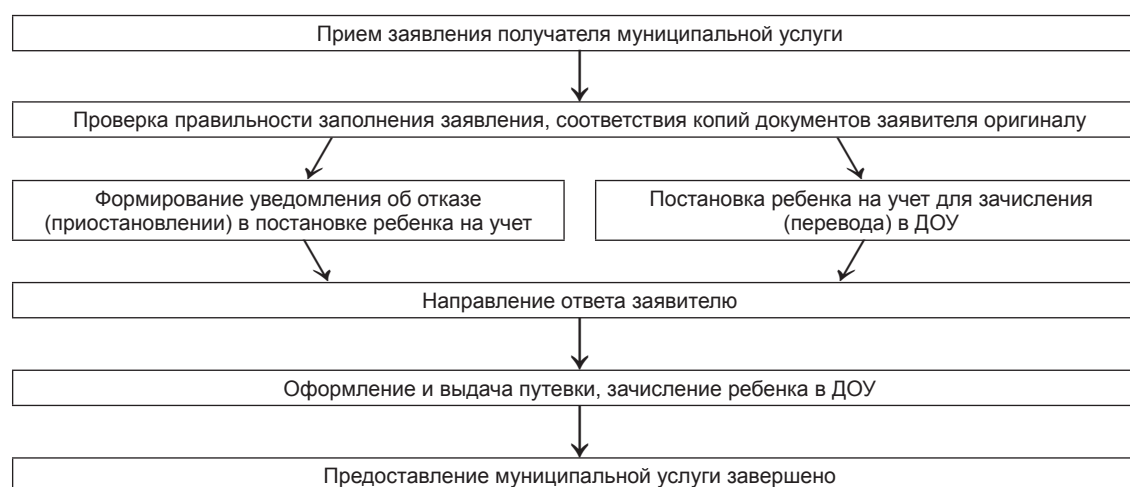 Прием заявления получателя муниципальной услуги
Проверка правильности заполнения заявления, соответствия копий документов заявителя оригиналу
Формирование уведомления об отказе
(приостановлении) в постановке ребенка на учет
Постановка ребенка на учет для зачисления
(перевода) в ДОУ
Направление ответа заявителю
Оформление и выдача путевки, зачисление ребенка в ДОУ
Предоставление муниципальной услуги завершено